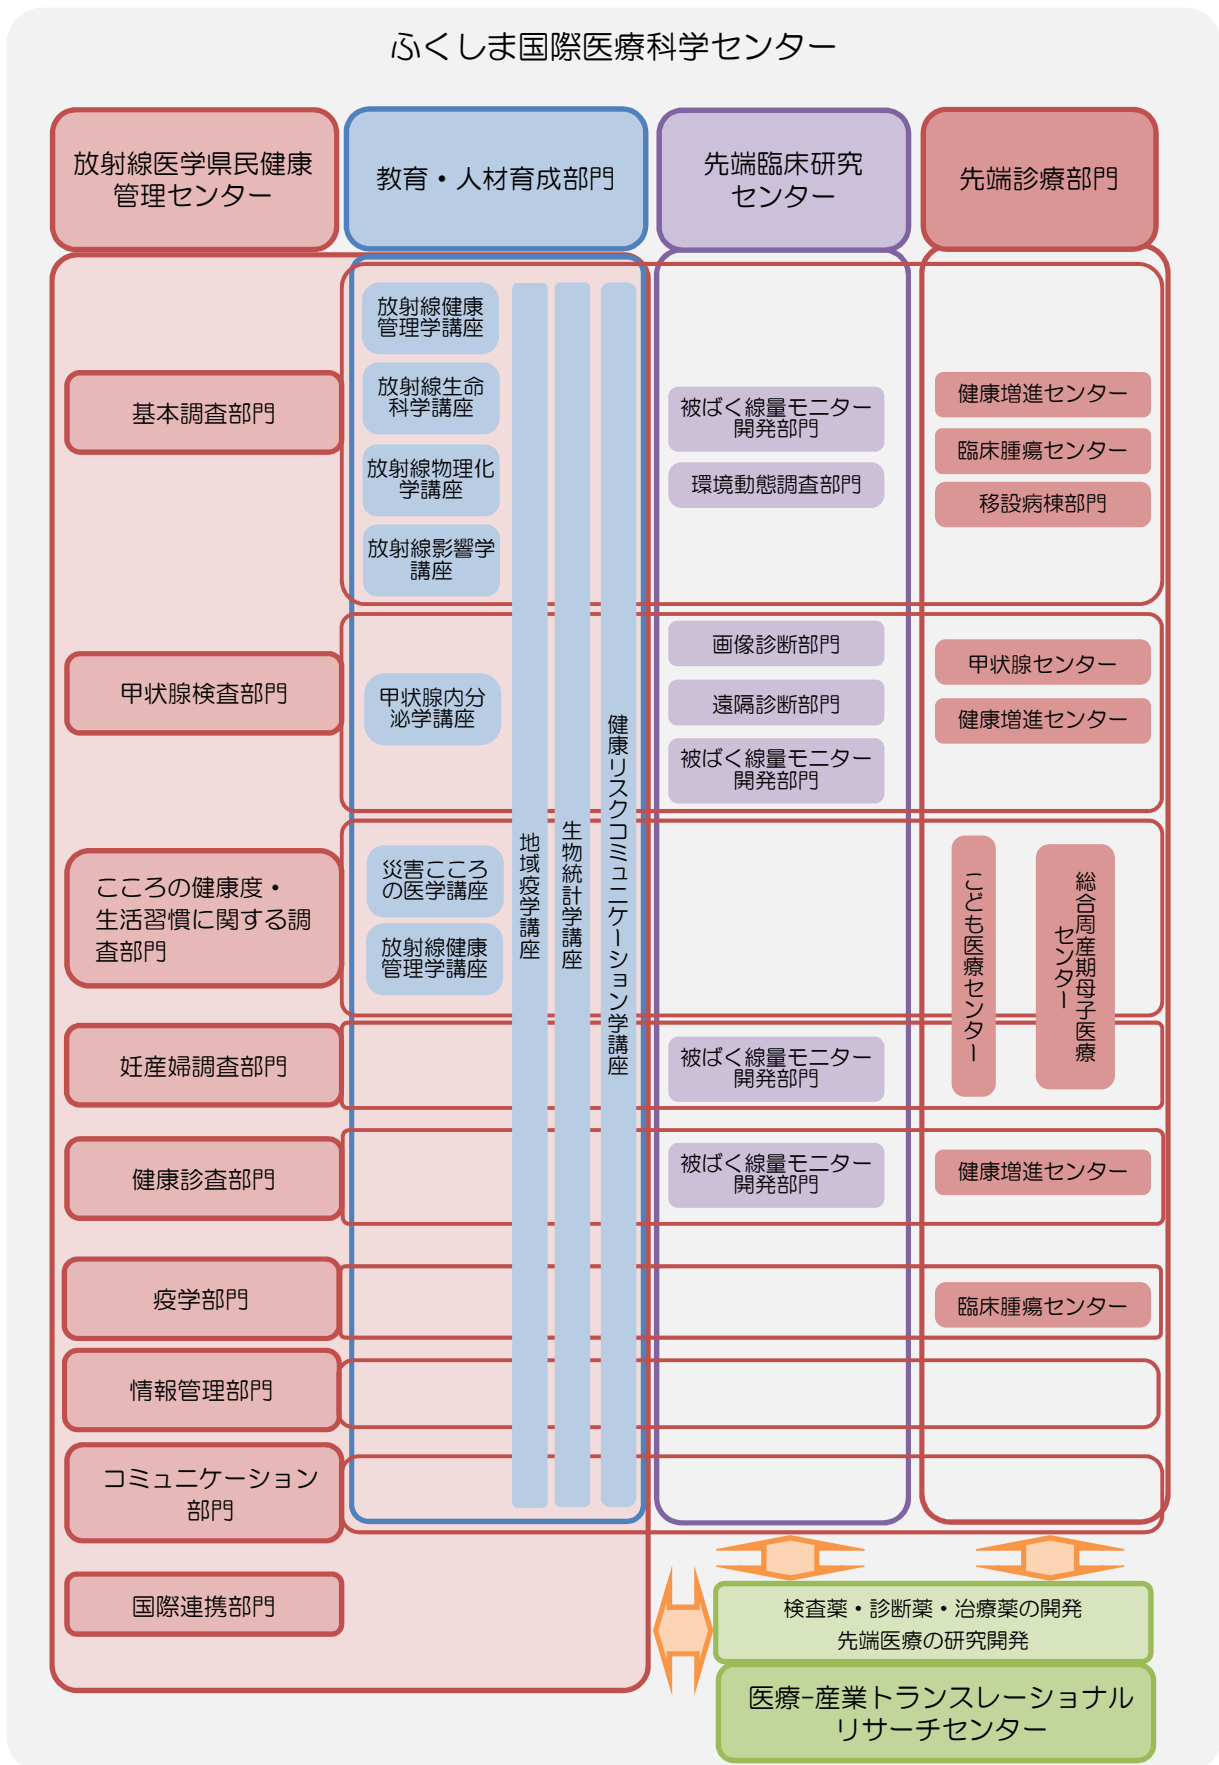 ふくしま国際医療科学センター
放射線医学県民健康
管理センター
教育・人材育成部門
先端臨床研究
センター
先端診療部門
基本調査部門
放射線健康
管理学講座
放射線生命
科学講座
放射線物理化
学講座
放射線影響学
講座
被ばく線量モニター
開発部門
環境動態調査部門
健康増進センター
臨床腫瘍センター
移設病棟部門
甲状腺検査部門
甲状腺内分
泌学講座
画像診断部門
遠隔診断部門
被ばく線量モニター
開発部門
甲状腺センター
健康増進センター
地域疫学講座
生物統計学講座
健康リスクコミュニケーション学講座
こころの健康度・
生活習慣に関する調
査部門
災害こころ
の医学講座
放射線健康
管理学講座
こども医療センター
総合周産期母子医療
センター
妊産婦調査部門
被ばく線量モニター
開発部門
健康診査部門
被ばく線量モニター
開発部門
健康増進センター
疫学部門
臨床腫瘍センター
情報管理部門
コミュニケーション
部門
国際連携部門
検査薬・診断薬・治療薬の開発
先端医療の研究開発
医療-産業トランスレーショナル
リサーチセンター